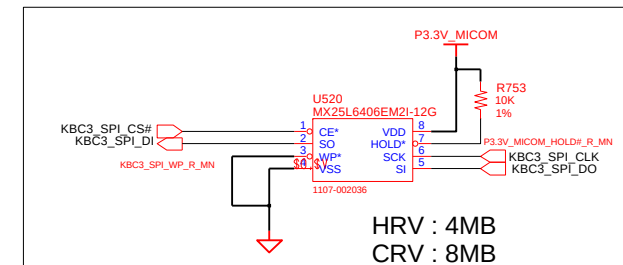 P3.3V_MICOM
R753
10K
1%
U520
MX25L6406EM2I-12G
KBC3_SPI_CS#
1
CE*
VDD
8
KBC3_SPI_DI
2
SO
HOLD*
7
P3.3V_MICOM_HOLD#_R_MN
KBC3_SPI_WP_R_MN
3
WP*
SCK
6
KBC3_SPI_CLK
4
VSS
SI
5
KBC3_SPI_DO
1107-002036
HRV : 4MB
CRV : 8MB